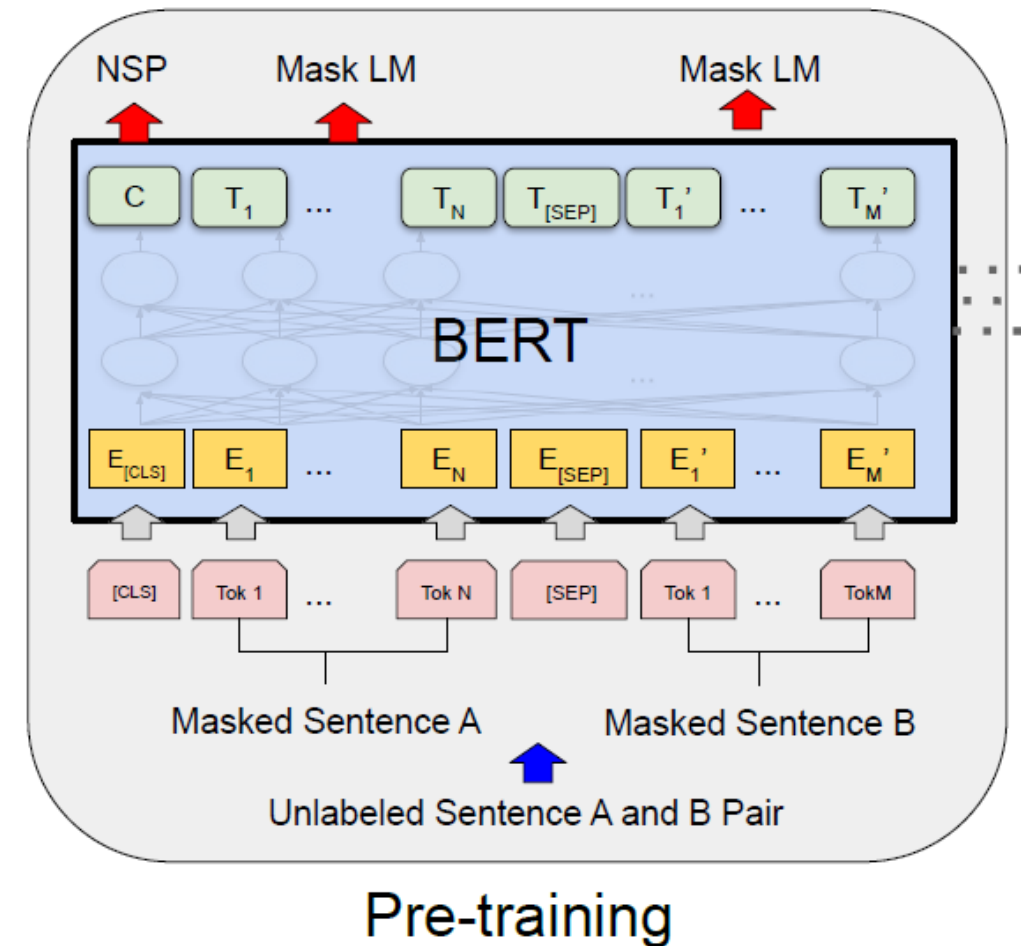 NSP Mask LM Mask LM
C T1 ... TN T[SEP] T1’ ... TM’
...
BERT
...
E[CLS] E1 ... EN E[SEP] E1’ ... EM’
[CLS] Tok 1 ... Tok N [SEP] Tok 1 ... TokM
Masked Sentence A Masked Sentence B
Unlabeled Sentence A and B Pair
Pre-training